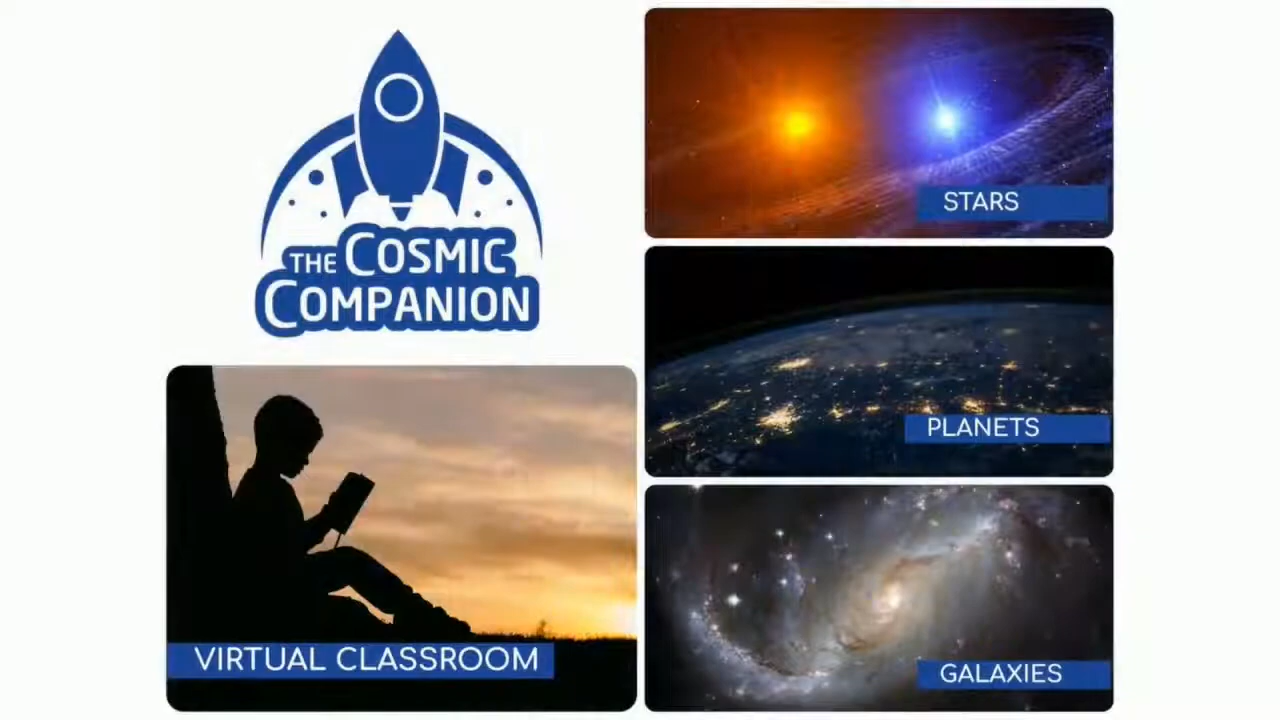 THE COSMIC
COMPANION
VIRTUAL CLASSROOM
STARS
PLANETS
GALAXIES